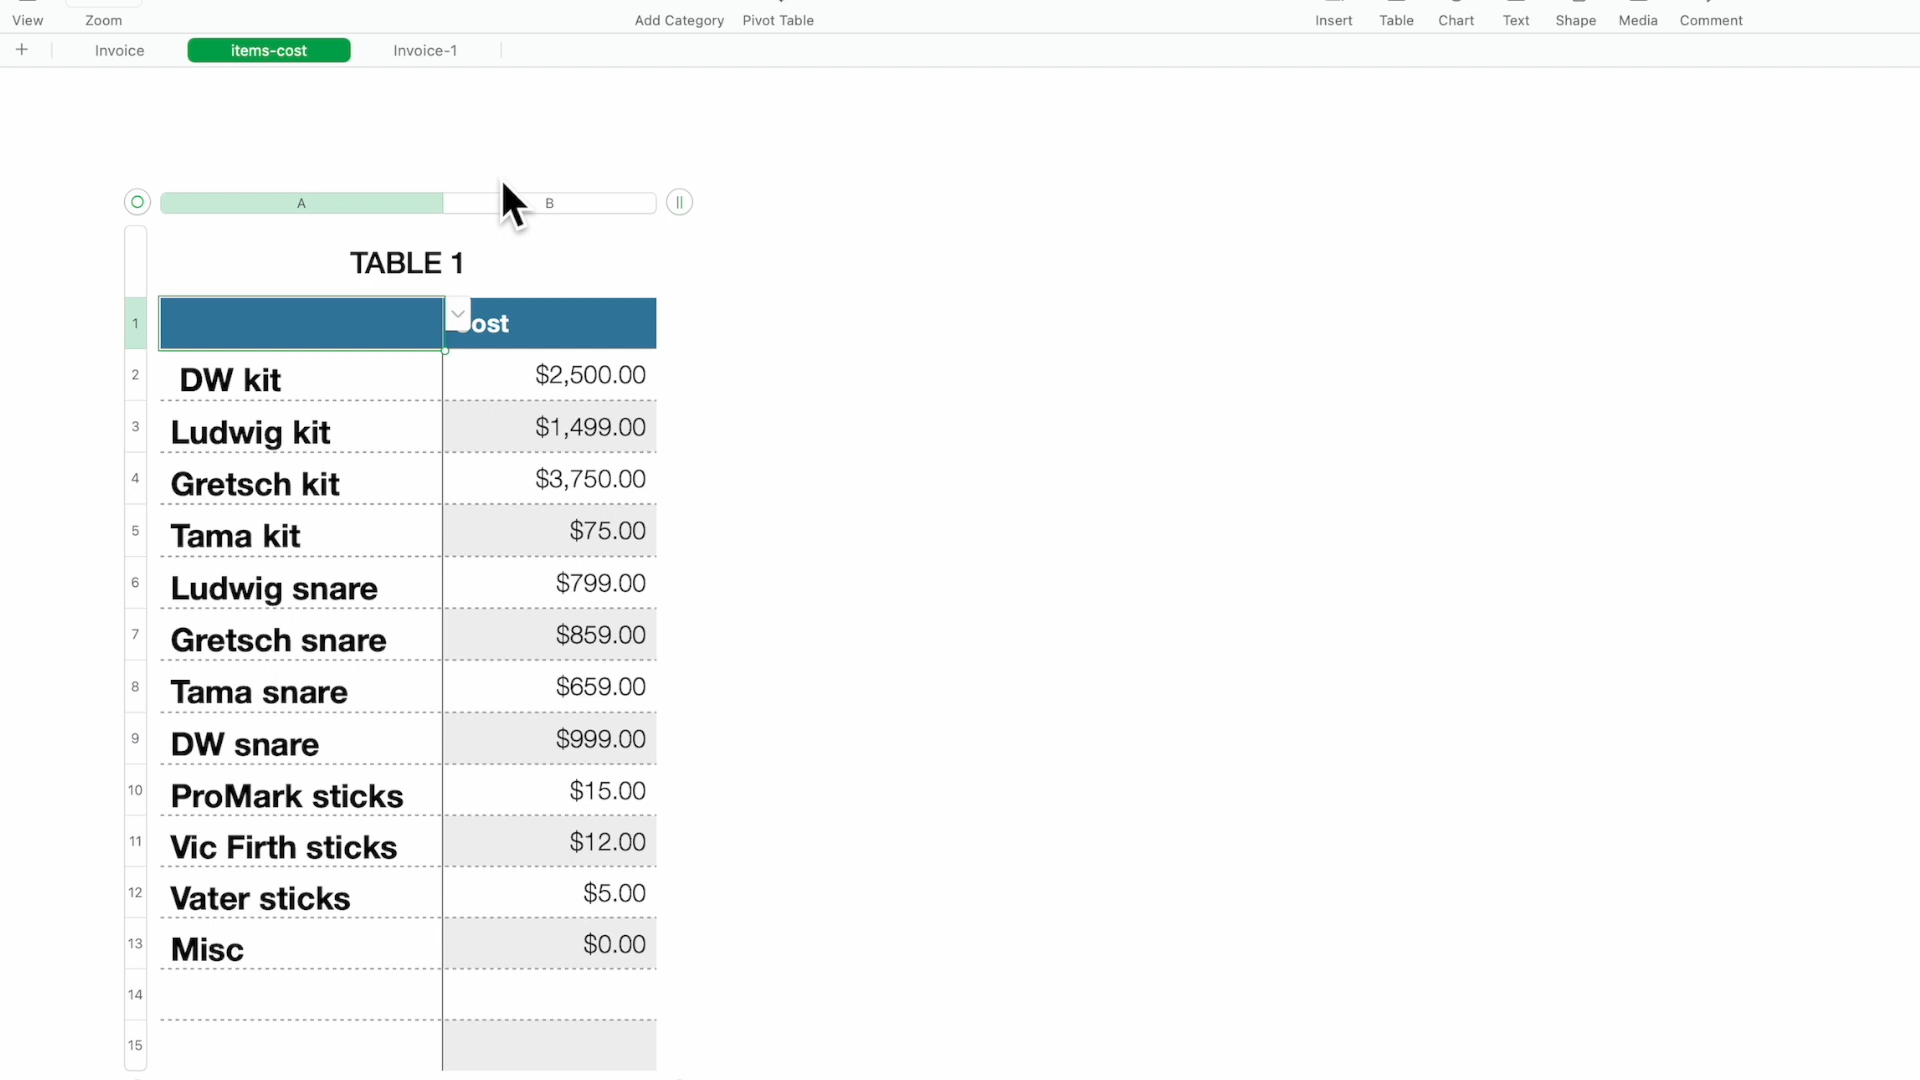 View Zoom Add Category Pivot Table Insert Table Chart Text Shape Media Comment
+ Invoice items-cost Invoice-1
A B
TABLE 1
1 ost
2 DW kit $2,500.00
3 Ludwig kit $1,499.00
4 Gretsch kit $3,750.00
5 Tama kit $75.00
6 Ludwig snare $799.00
7 Gretsch snare $859.00
8 Tama snare $659.00
9 DW snare $999.00
10 ProMark sticks $15.00
11 Vic Firth sticks $12.00
12 Vater sticks $5.00
13 Misc $0.00
14
15